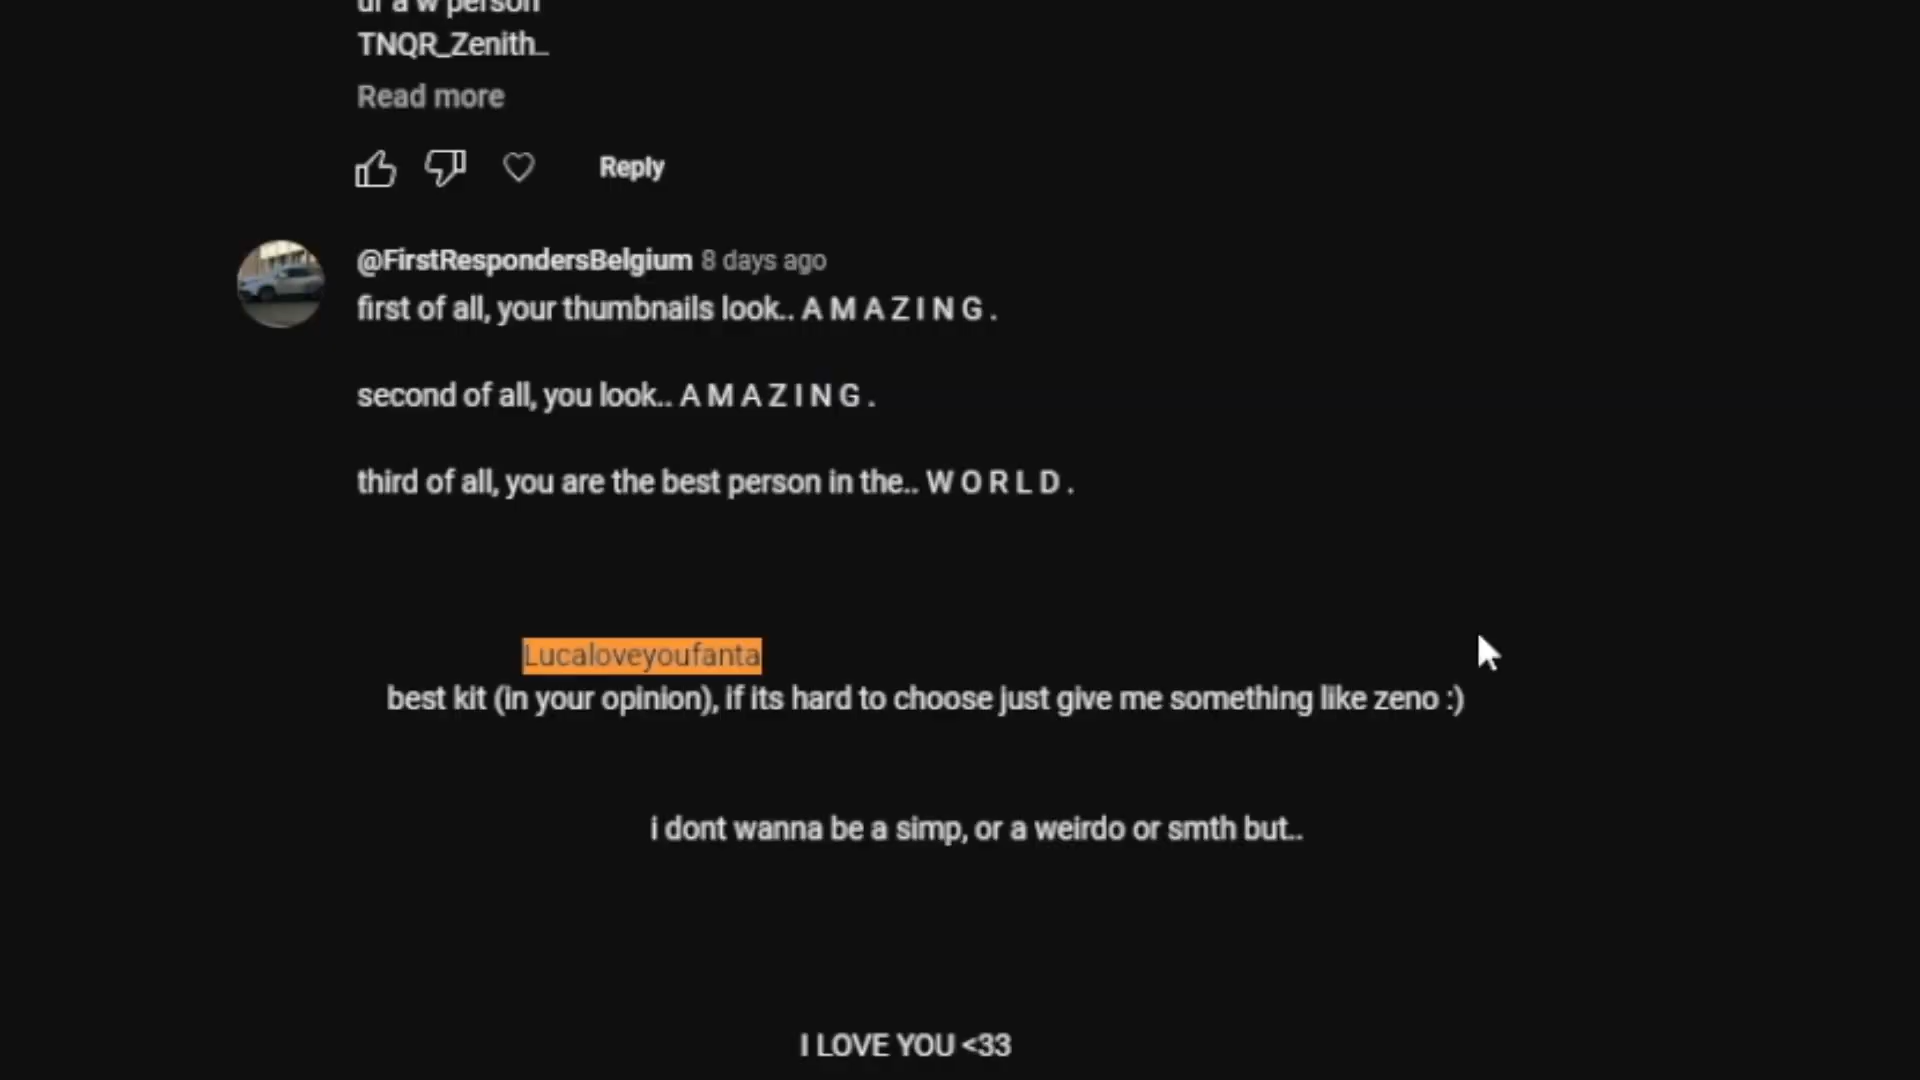 ur a w person
TNQR_Zenith_
Read more
Reply
@FirstRespondersBelgium 8 days ago
first of all, your thumbnails look.. A M A Z I N G .
second of all, you look.. A M A Z I N G .
third of all, you are the best person in the.. W O R L D .
Lucaloveyoufanta
best kit (in your opinion), if its hard to choose just give me something like zeno :)
i dont wanna be a simp, or a weirdo or smth but..
I LOVE YOU <33